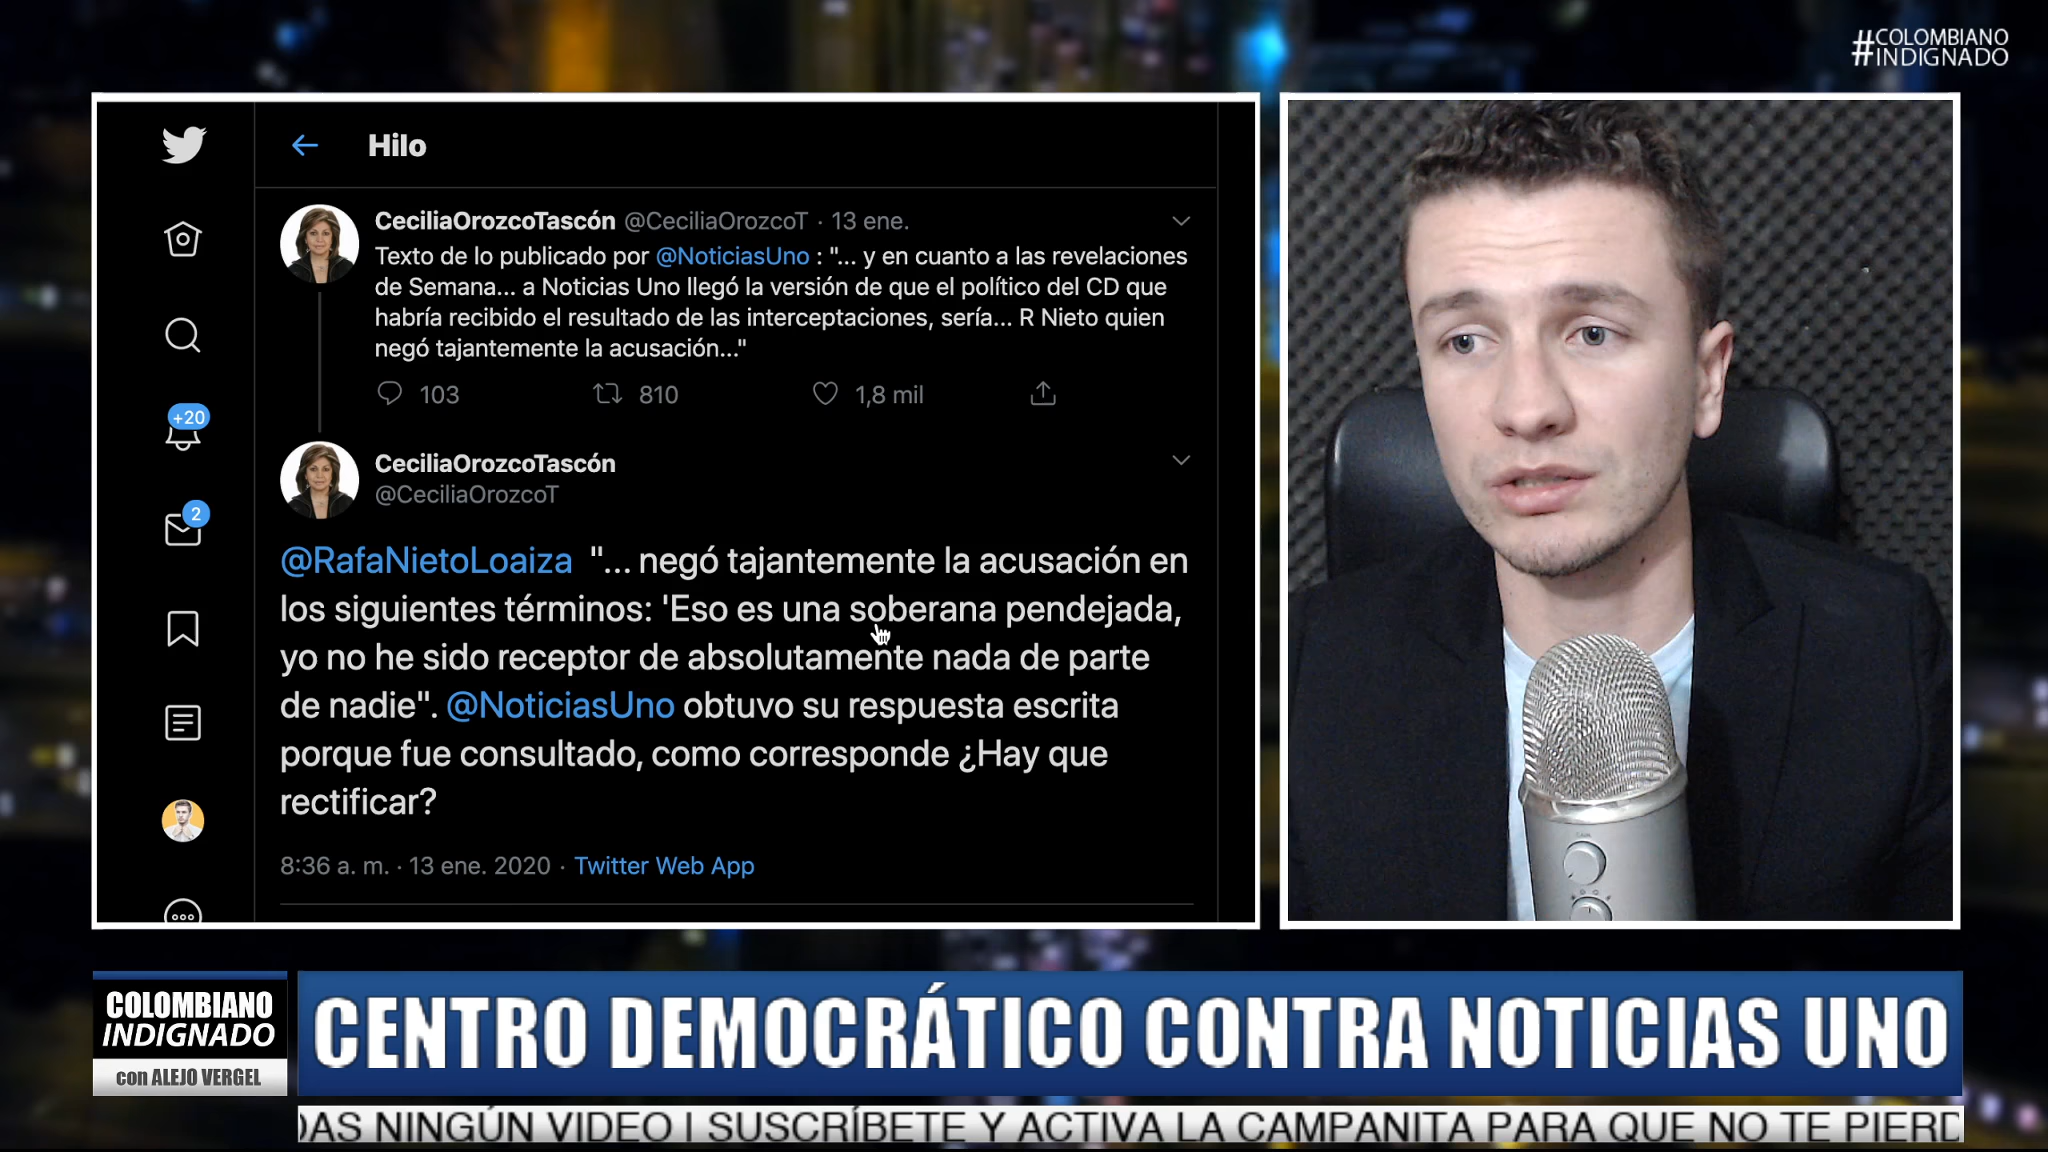 #COLOMBIANO
INDIGNADO
Hilo
CeciliaOrozcoTascón @CeciliaOrozcoT · 13 ene.
Texto de lo publicado por @NoticiasUno : "... y en cuanto a las revelaciones
de Semana... a Noticias Uno llegó la versión de que el político del CD que
habría recibido el resultado de las interceptaciones, sería... R Nieto quien
negó tajantemente la acusación..."
103 810 1,8 mil
+20
2
CeciliaOrozcoTascón
@CeciliaOrozcoT
@RafaNietoLoaiza "... negó tajantemente la acusación en
los siguientes términos: 'Eso es una soberana pendejada,
yo no he sido receptor de absolutamente nada de parte
de nadie". @NoticiasUno obtuvo su respuesta escrita
porque fue consultado, como corresponde ¿Hay que
rectificar?
8:36 a. m. · 13 ene. 2020 · Twitter Web App
COLOMBIANO
INDIGNADO
con ALEJO VERGEL
CENTRO DEMOCRÁTICO CONTRA NOTICIAS UNO
DAS NINGÚN VIDEO | SUSCRÍBETE Y ACTIVA LA CAMPANITA PARA QUE NO TE PIERD